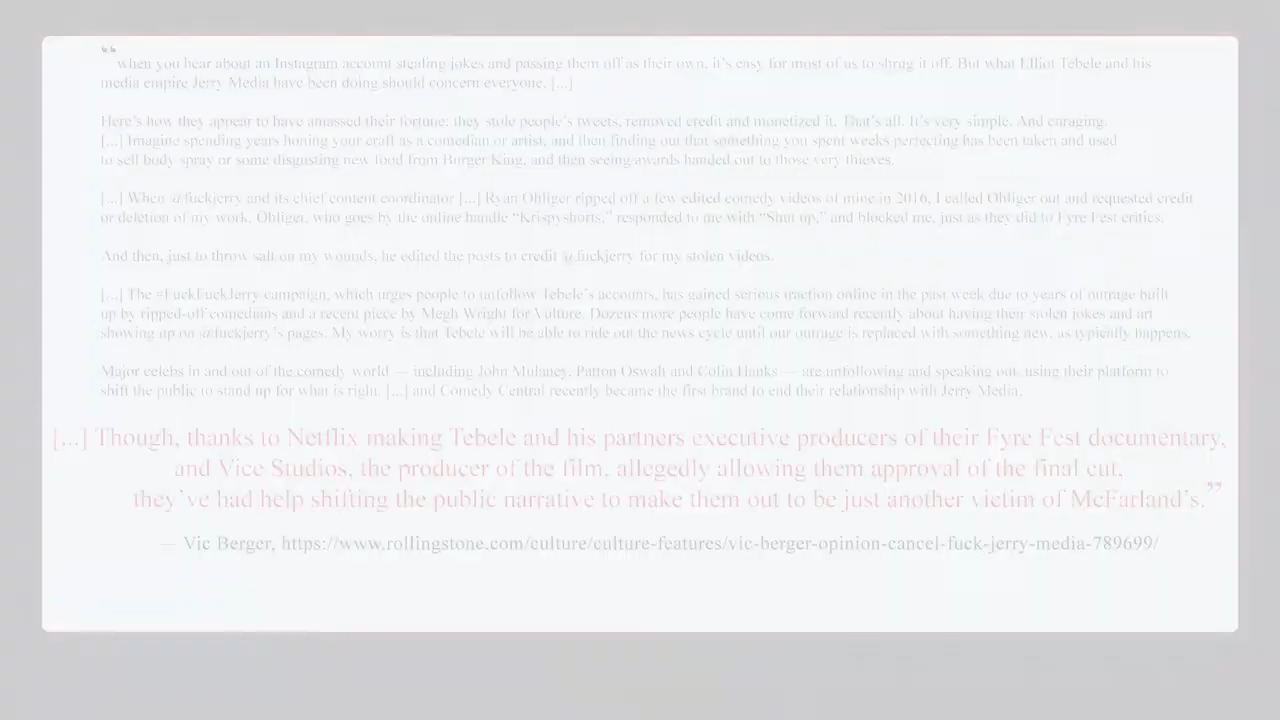 “when you hear about an Instagram account stealing jokes and passing them off as their own, it’s easy for most of us to shrug it off. But what Elliot Tebele and his
media empire Jerry Media have been doing should concern everyone. [...]
Here’s how they appear to have amassed their fortune: they stole people’s tweets, removed credit and monetized it. That’s all. It’s very simple. And enraging.
[...] Imagine spending years honing your craft as a comedian or artist, and then finding out that something you spent weeks perfecting has been taken and used
to sell body spray or some disgusting new food from Burger King, and then seeing awards handed out to those very thieves.
[...] When @fuckjerry and its chief content coordinator [...] Ryan Ohliger ripped off a few edited comedy videos of mine in 2016, I called Ohliger out and requested credit
or deletion of my work. Ohliger, who goes by the online handle “Krispyshorts,” responded to me with “Shut up,” and blocked me, just as they did to Fyre Fest critics.
And then, just to throw salt on my wounds, he edited the posts to credit @fuckjerry for my stolen videos.
[...] The #FuckFuckJerry campaign, which urges people to unfollow Tebele’s accounts, has gained serious traction online in the past week due to years of outrage built
up by ripped-off comedians and a recent piece by Megh Wright for Vulture. Dozens more people have come forward recently about having their stolen jokes and art
showing up on @fuckjerry’s pages. My worry is that Tebele will be able to ride out the news cycle until our outrage is replaced with something new, as typically happens.
Major celebs in and out of the comedy world — including John Mulaney, Patton Oswalt and Colin Hanks — are unfollowing and speaking out, using their platform to
shift the public to stand up for what is right. [...] and Comedy Central recently became the first brand to end their relationship with Jerry Media.
[...] Though, thanks to Netflix making Tebele and his partners executive producers of their Fyre Fest documentary,
and Vice Studios, the producer of the film, allegedly allowing them approval of the final cut,
they’ve had help shifting the public narrative to make them out to be just another victim of McFarland’s.”
— Vic Berger, https://www.rollingstone.com/culture/culture-features/vic-berger-opinion-cancel-fuck-jerry-media-789699/